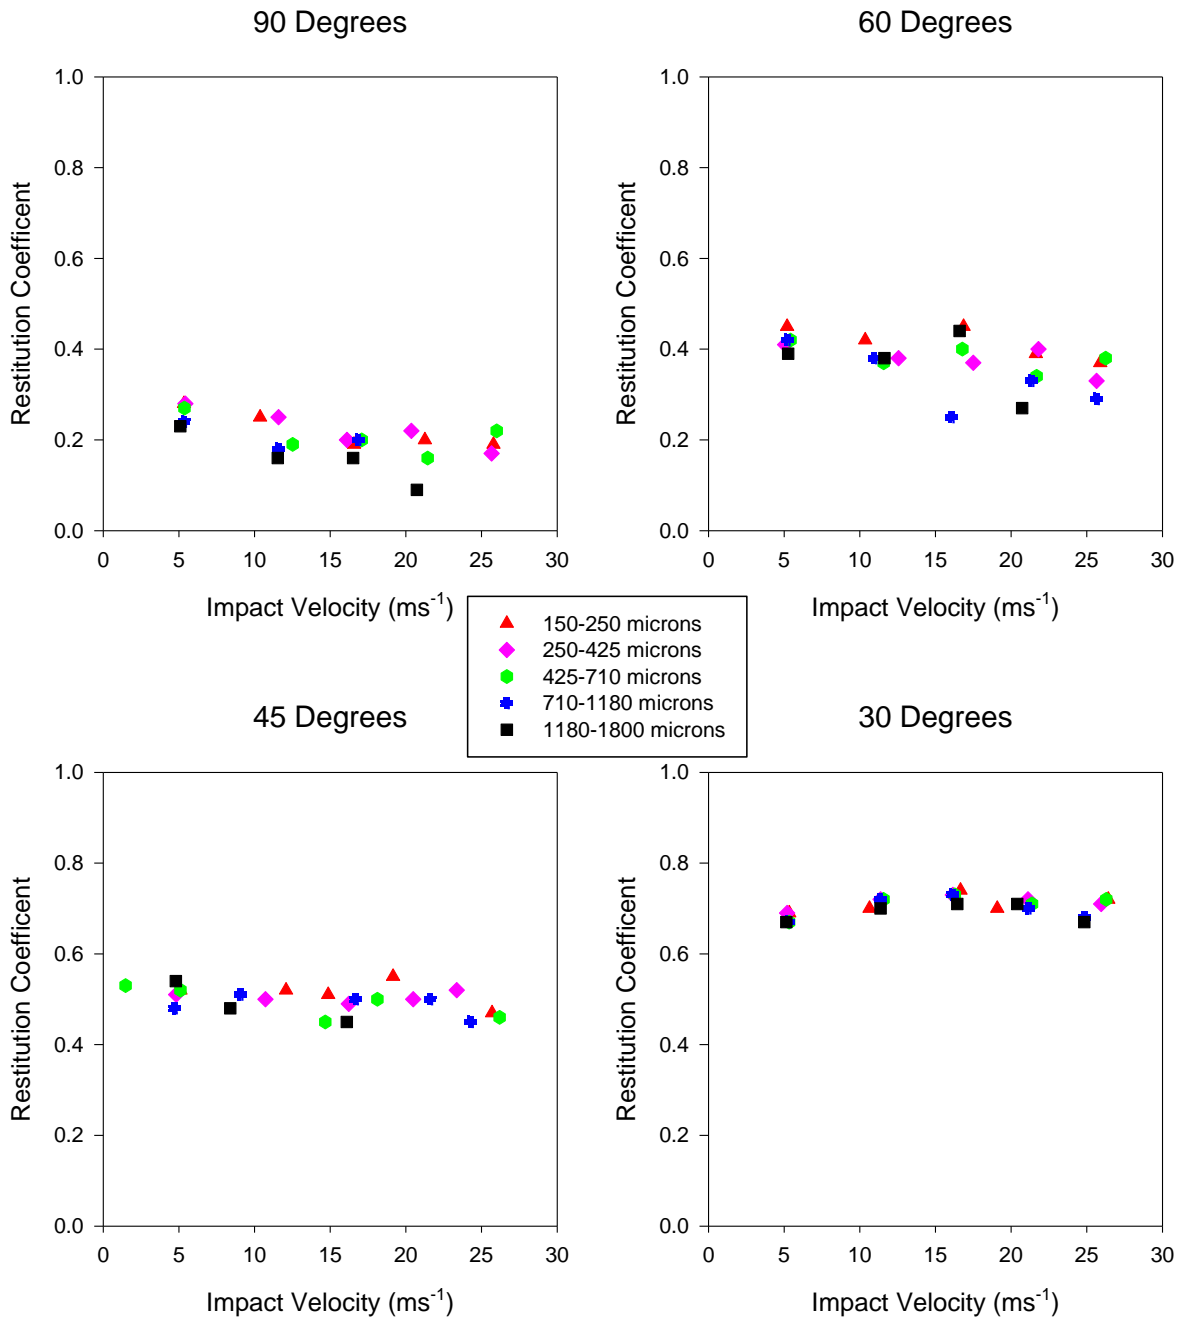 90 Degrees
60 Degrees
1.0
0.8
0.6
0.4
0.2
0.0
Restitution Coefficent
0 5 10 15 20 25 30
Impact Velocity (ms⁻¹)
1.0
0.8
0.6
0.4
0.2
0.0
Restitution Coefficent
0 5 10 15 20 25 30
Impact Velocity (ms⁻¹)
150-250 microns
250-425 microns
425-710 microns
710-1180 microns
1180-1800 microns
45 Degrees
30 Degrees
1.0
0.8
0.6
0.4
0.2
0.0
Restitution Coefficent
0 5 10 15 20 25 30
Impact Velocity (ms⁻¹)
1.0
0.8
0.6
0.4
0.2
0.0
Restitution Coefficent
0 5 10 15 20 25 30
Impact Velocity (ms⁻¹)